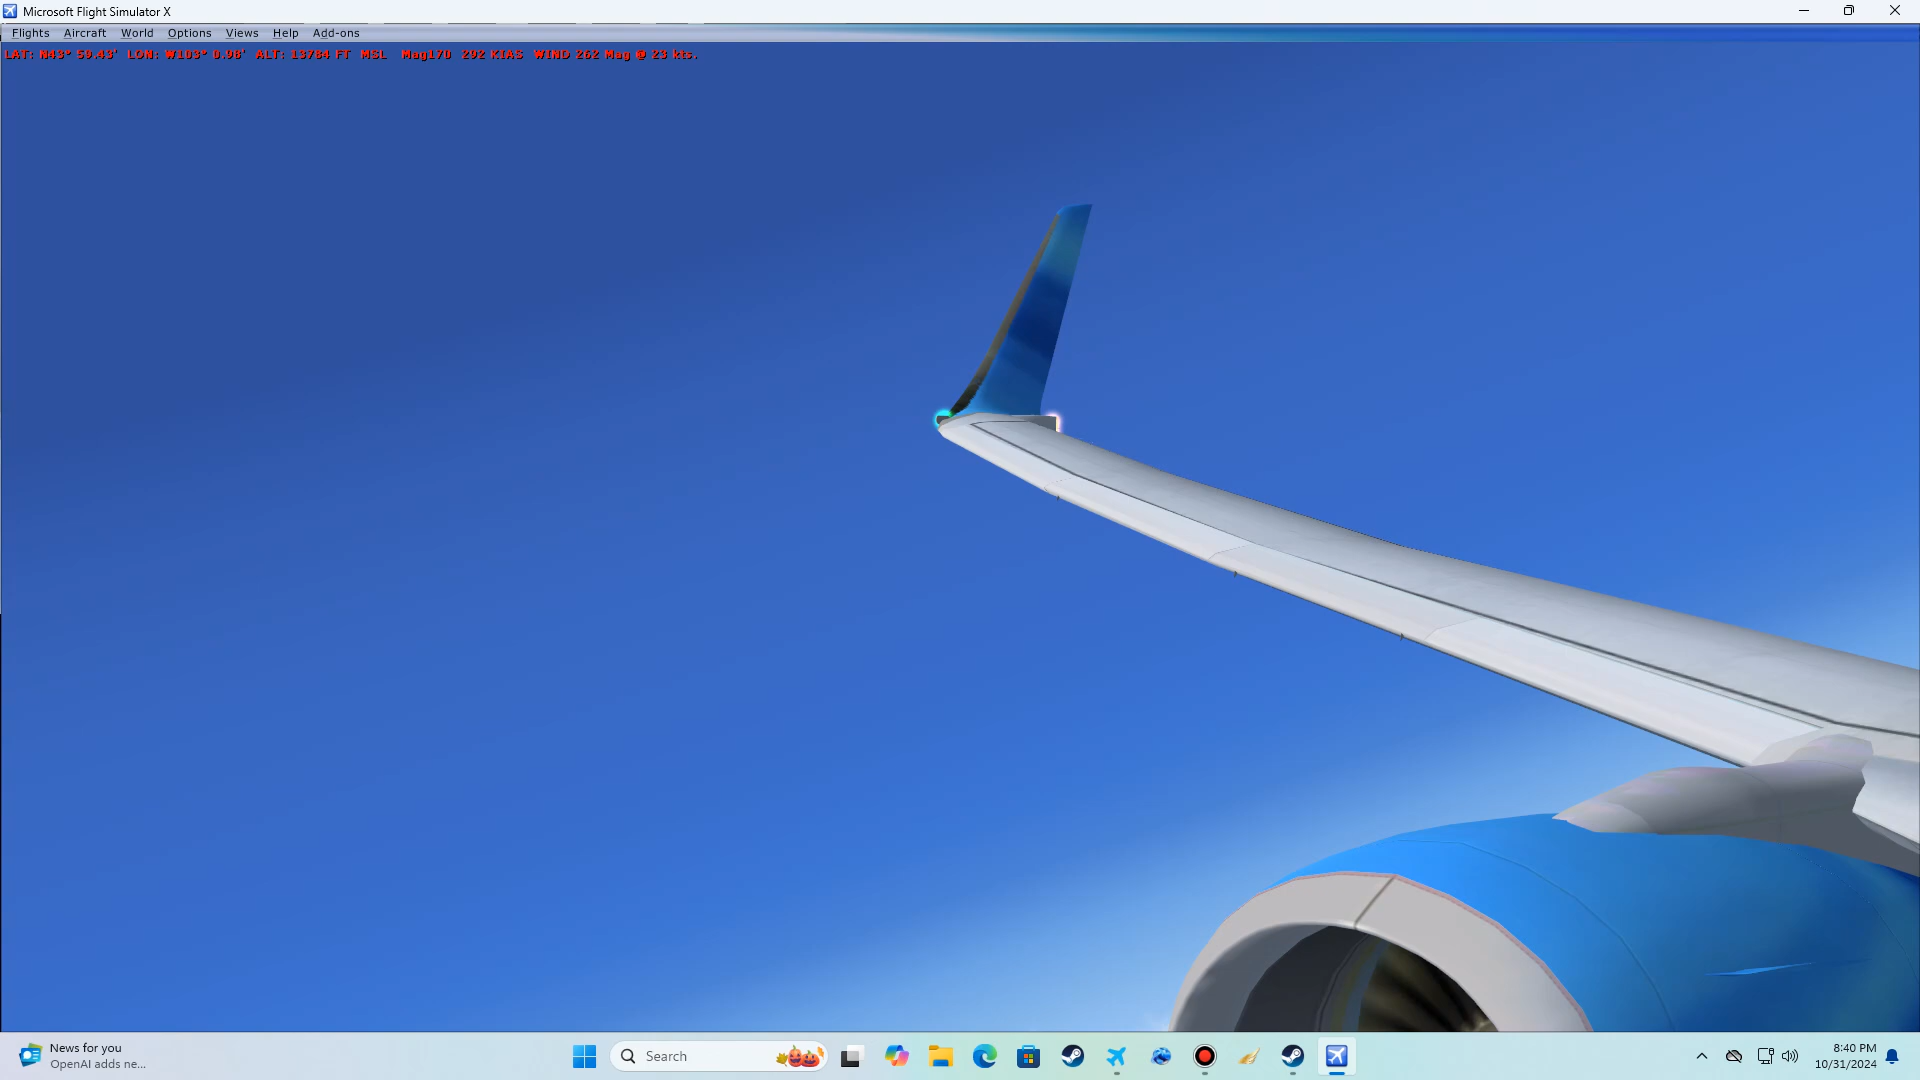 Microsoft Flight Simulator X
Flights Aircraft World Options Views Help Add-ons
LAT: N43° 59.43' LON: W103° 0.96' ALT: 13784 FT MSL Mag170 292 KIAS WIND 262 Mag @ 23 kts.
News for you
OpenAI adds ne...
Search
8:40 PM
10/31/2024